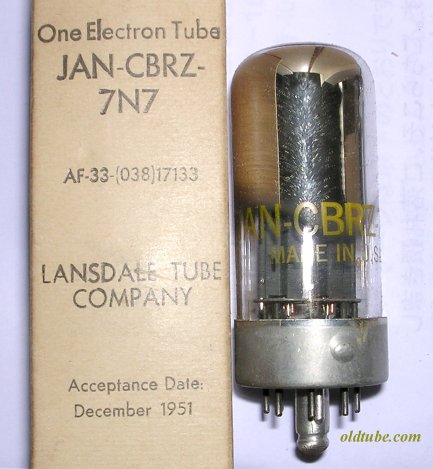 One Electron Tube
JAN-CBRZ-
7N7
AF-33-(038)17133
LANSDALE TUBE
COMPANY
Acceptance Date:
December 1951
JAN-CBRZ-
MADE IN U.S.
oldtube.com